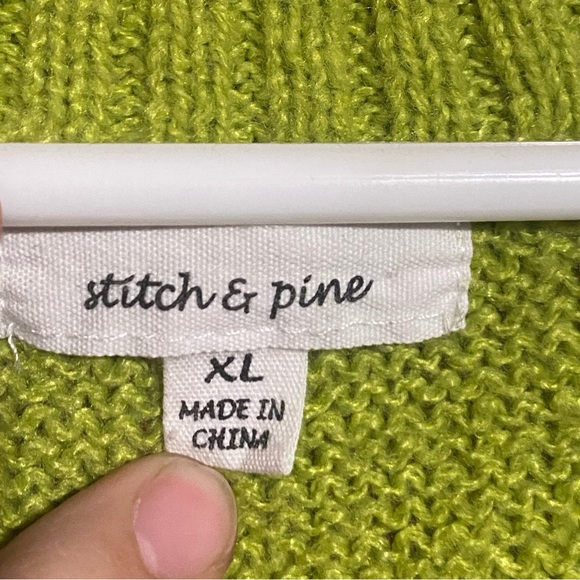 stitch & pine
XL
MADE IN
CHINA